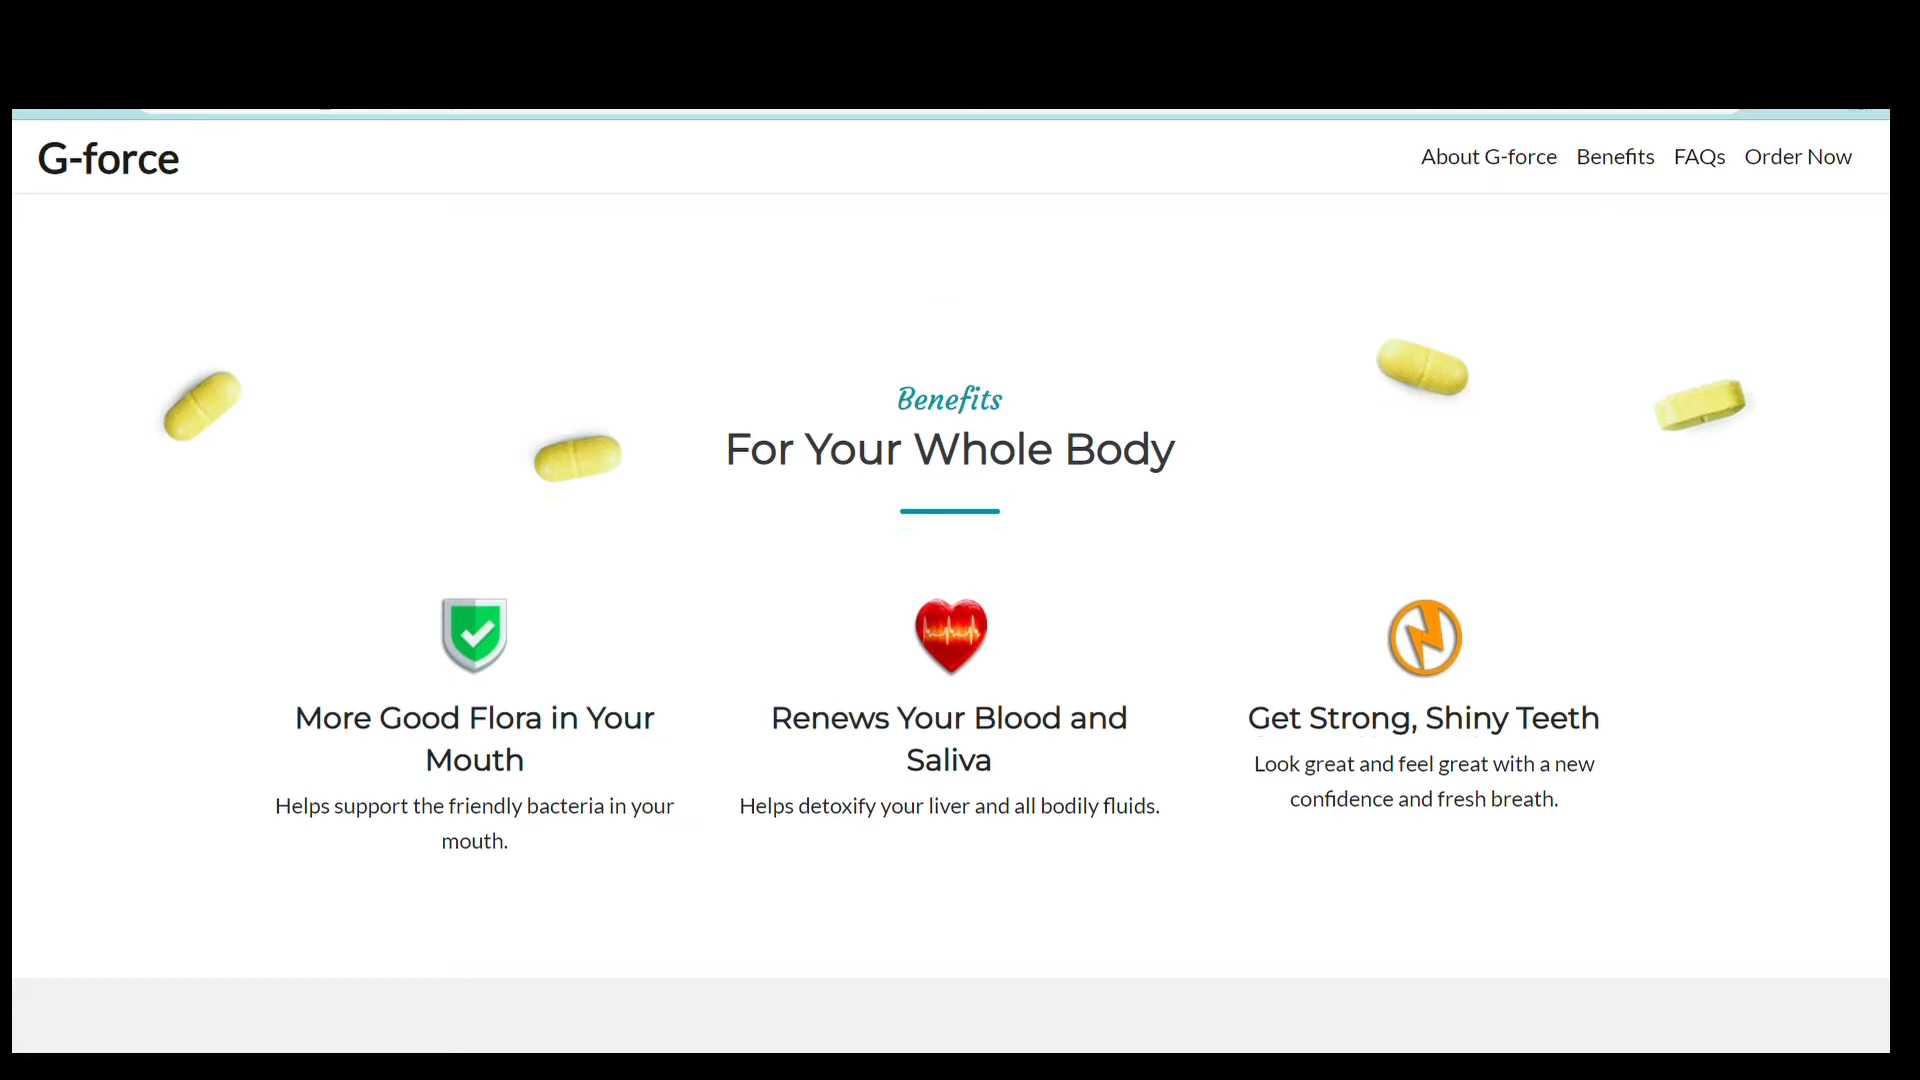 G-force
About G-force Benefits FAQs Order Now
Benefits
For Your Whole Body
More Good Flora in Your
Mouth
Helps support the friendly bacteria in your
mouth.
Renews Your Blood and
Saliva
Helps detoxify your liver and all bodily fluids.
Get Strong, Shiny Teeth
Look great and feel great with a new
confidence and fresh breath.